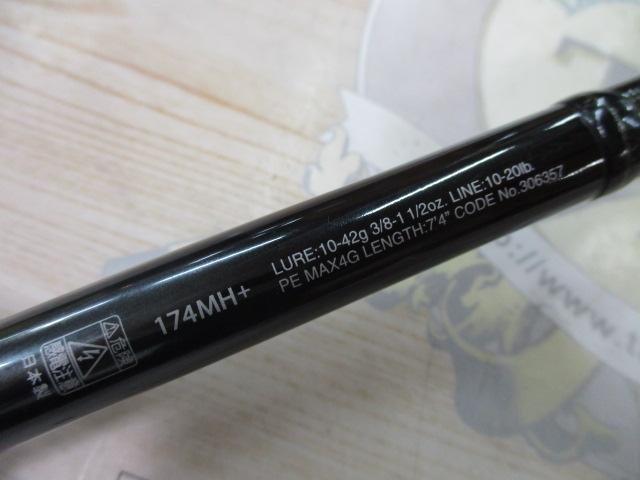 174MH+
LURE:10-42g 3/8-1 1/2oz. LINE:10-20lb.
PE MAX4G LENGTH:7'4" CODE No.306357
危険
感電注意
日本製
://www.